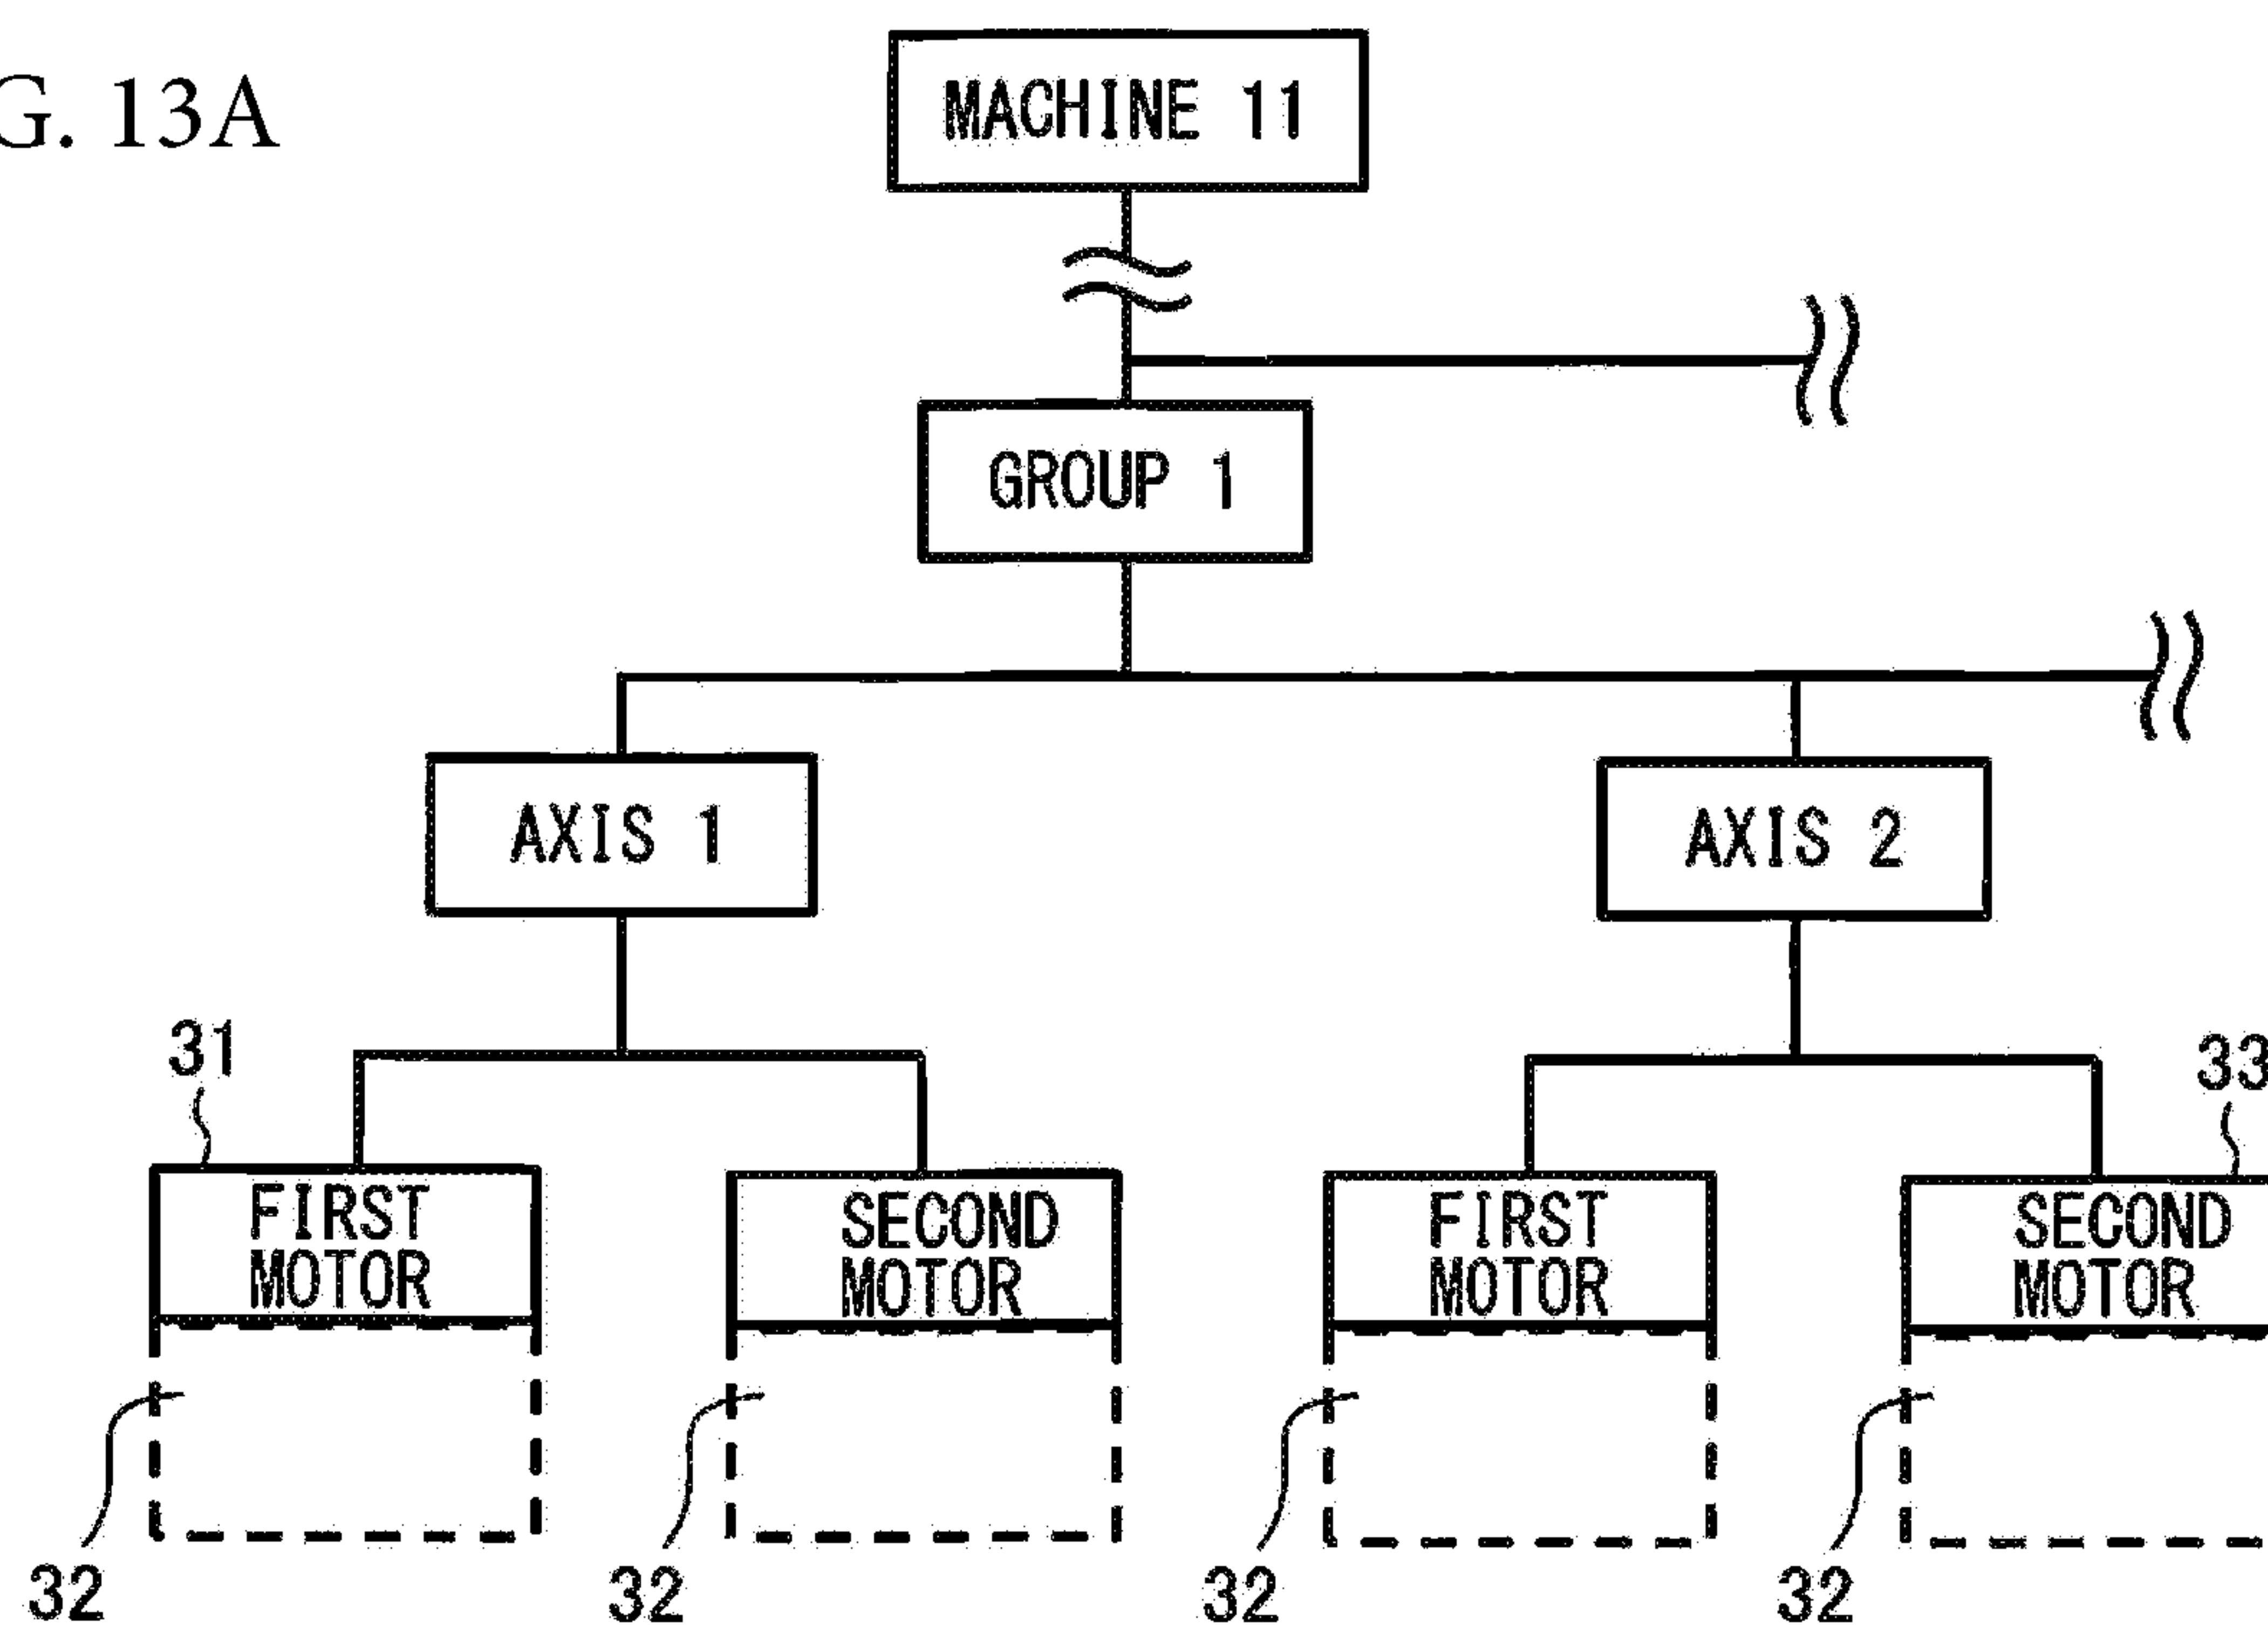 G. 13A
MACHINE 11
GROUP 1
AXIS 1
AXIS 2
31
33
FIRST
MOTOR
SECOND
MOTOR
FIRST
MOTOR
SECOND
MOTOR
32
32
32
32